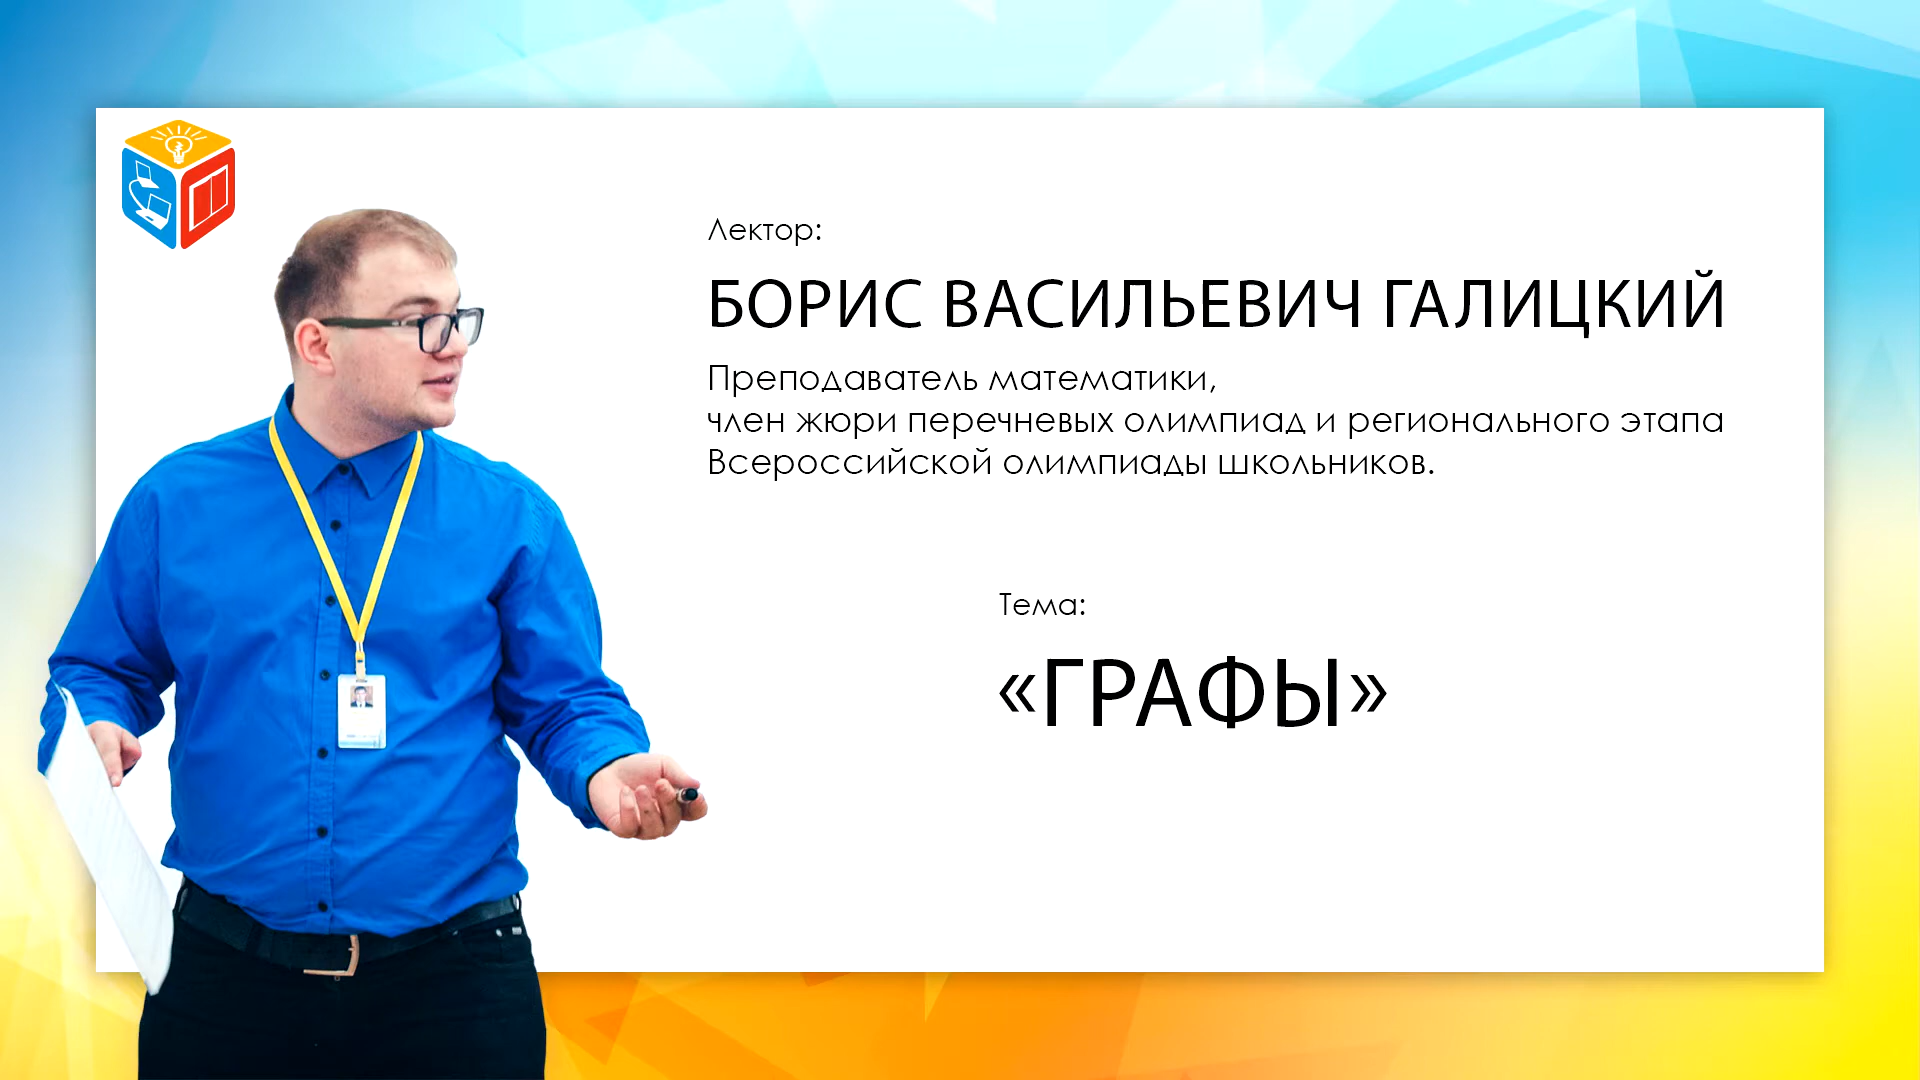 Лектор:
БОРИС ВАСИЛЬЕВИЧ ГАЛИЦКИЙ
Преподаватель математики,
член жюри перечневых олимпиад и регионального этапа
Всероссийской олимпиады школьников.
Тема:
«ГРАФЫ»